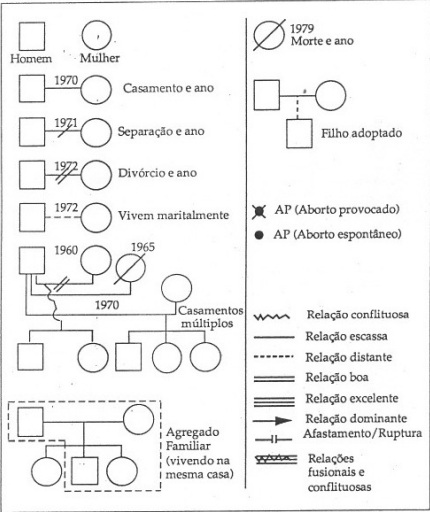 Homem
Mulher
1970
Casamento e ano
1971
Separação e ano
1972
Divórcio e ano
1972
Vivem maritalmente
1960
1965
1970
Casamentos
múltiplos
Agregado
Familiar
(vivendo na
mesma casa)
1979
Morte e ano
Filho adoptado
AP (Aborto provocado)
AP (Aborto espontâneo)
Relação conflituosa
Relação escassa
Relação distante
Relação boa
Relação excelente
Relação dominante
Afastamento/Ruptura
Relações
fusionais e
conflituosas